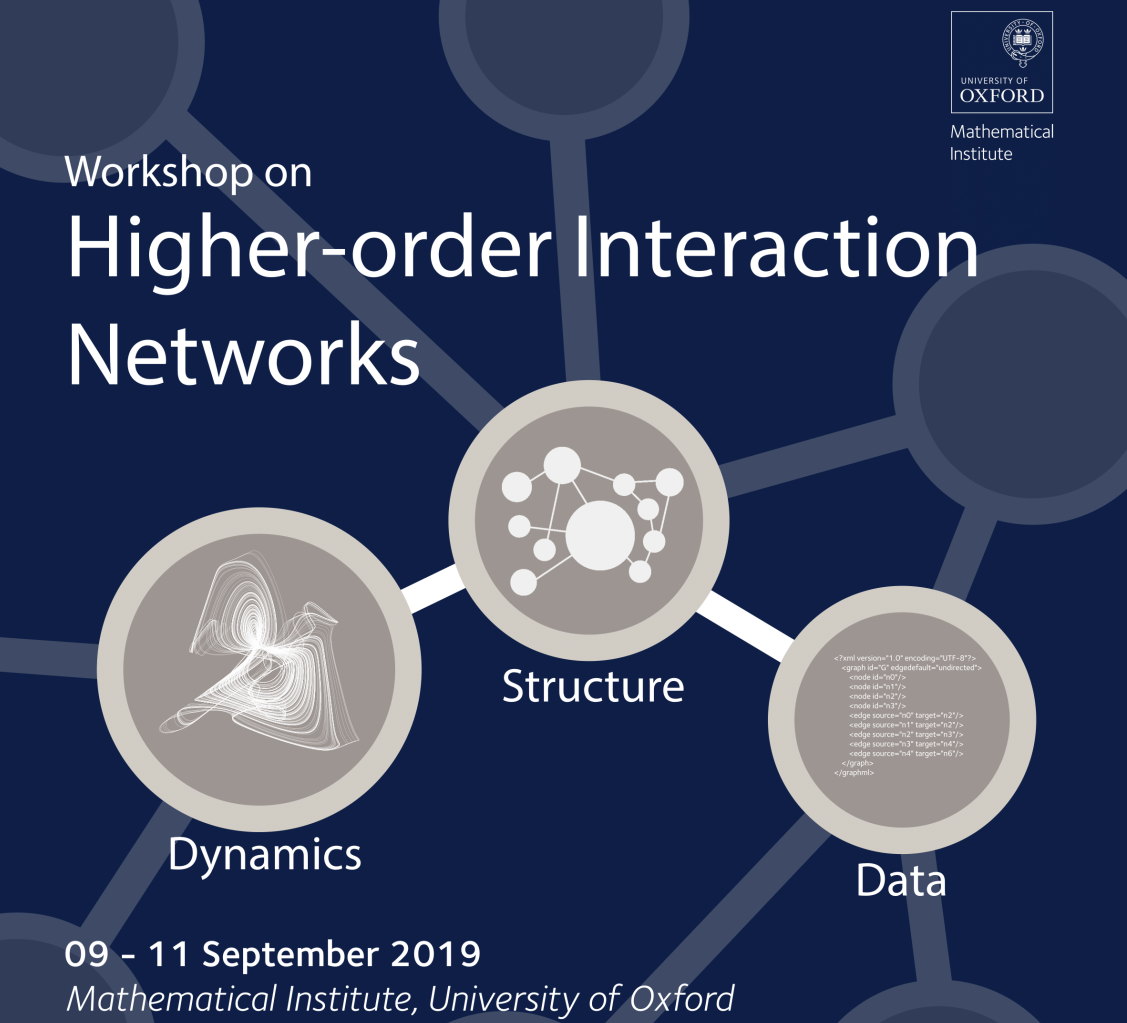 UNIVERSITY OF
OXFORD
Mathematical
Institute
Workshop on
Higher-order Interaction
Networks
Structure
<?xml version="1.0" encoding="UTF-8"?>
<graph id="G" edgedefault="undirected">
<node id="n0"/>
<node id="n1"/>
<node id="n2"/>
<node id="n3"/>
<edge source="n0" target="n2"/>
<edge source="n1" target="n2"/>
<edge source="n2" target="n3"/>
<edge source="n3" target="n4"/>
<edge source="n4" target="n6"/>
</graph>
</graphml>
Dynamics
Data
09 - 11 September 2019
Mathematical Institute, University of Oxford